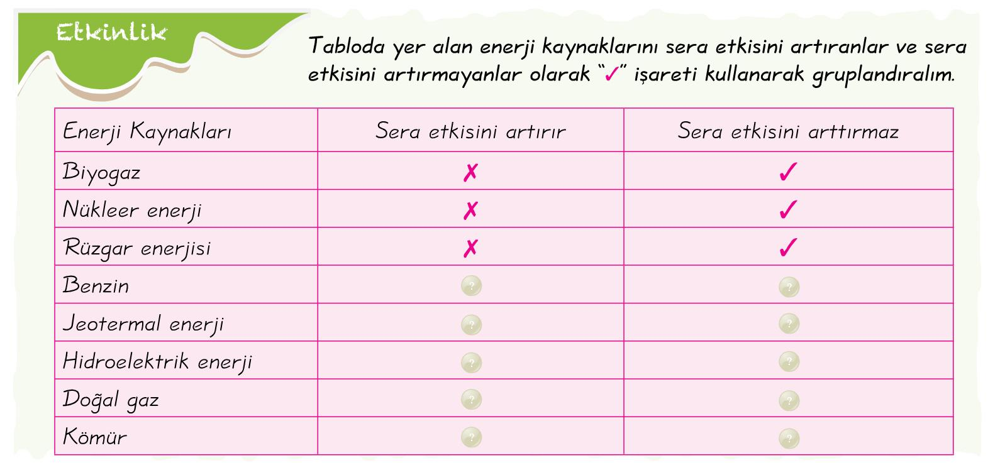 Etkinlik
Tabloda yer alan enerji kaynaklarını sera etkisini artıranlar ve sera
etkisini artırmayanlar olarak “✓” işareti kullanarak gruplandıralım.
Enerji Kaynakları Sera etkisini artırır Sera etkisini arttırmaz
Biyogaz ✗ ✓
Nükleer enerji ✗ ✓
Rüzgar enerjisi ✗ ✓
Benzin ? ?
Jeotermal enerji ? ?
Hidroelektrik enerji ? ?
Doğal gaz ? ?
Kömür ? ?